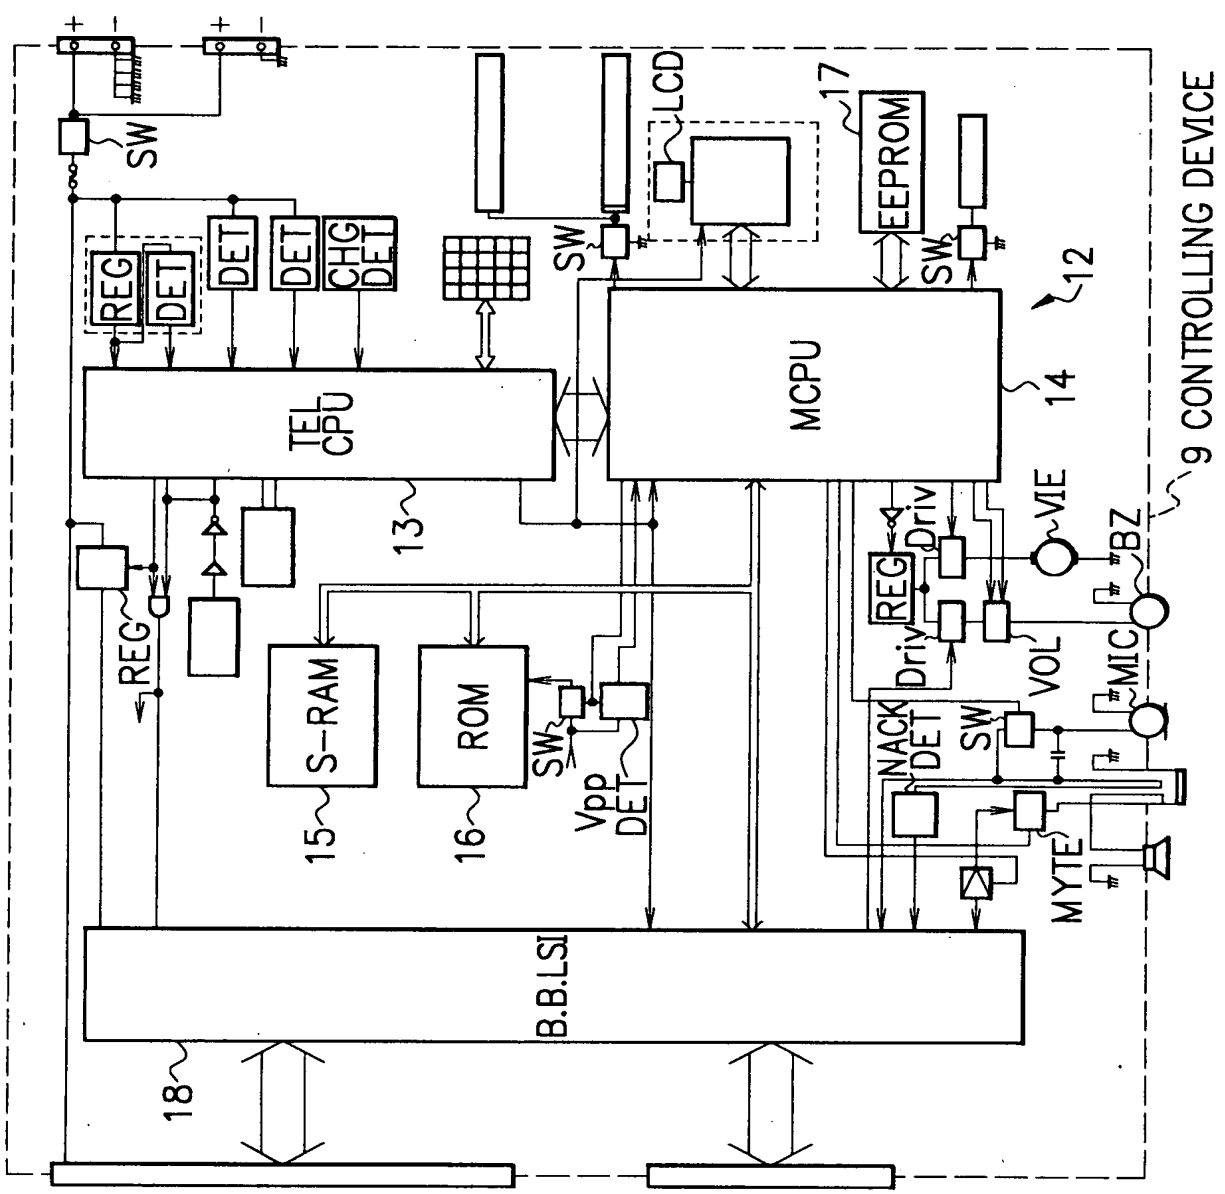 +
−
+
−
SW
REG
DET
DET
DET
CHG
DET
SW
LCD
17
EEPROM
SW
12
TEL
CPU
13
MCPU
14
9 CONTROLLING DEVICE
REG
S-RAM
15
ROM
16
SW
Vpp
DET
REG
Driv
Driv
VIE
BZ
VOL
MIC
SW
NACK
DET
MYTE
B.B.LSI
18